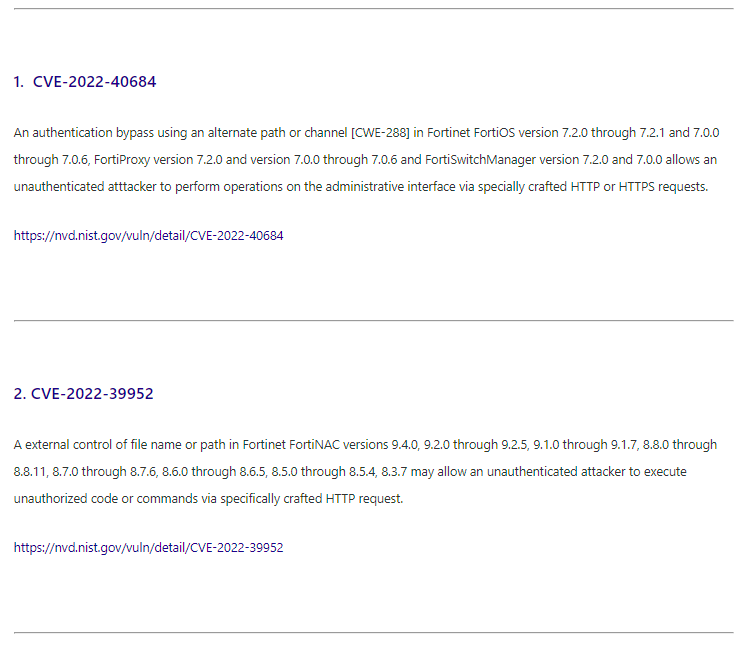 1. CVE-2022-40684
An authentication bypass using an alternate path or channel [CWE-288] in Fortinet FortiOS version 7.2.0 through 7.2.1 and 7.0.0
through 7.0.6, FortiProxy version 7.2.0 and version 7.0.0 through 7.0.6 and FortiSwitchManager version 7.2.0 and 7.0.0 allows an
unauthenticated atttacker to perform operations on the administrative interface via specially crafted HTTP or HTTPS requests.
https://nvd.nist.gov/vuln/detail/CVE-2022-40684
2. CVE-2022-39952
A external control of file name or path in Fortinet FortiNAC versions 9.4.0, 9.2.0 through 9.2.5, 9.1.0 through 9.1.7, 8.8.0 through
8.8.11, 8.7.0 through 8.7.6, 8.6.0 through 8.6.5, 8.5.0 through 8.5.4, 8.3.7 may allow an unauthenticated attacker to execute
unauthorized code or commands via specifically crafted HTTP request.
https://nvd.nist.gov/vuln/detail/CVE-2022-39952